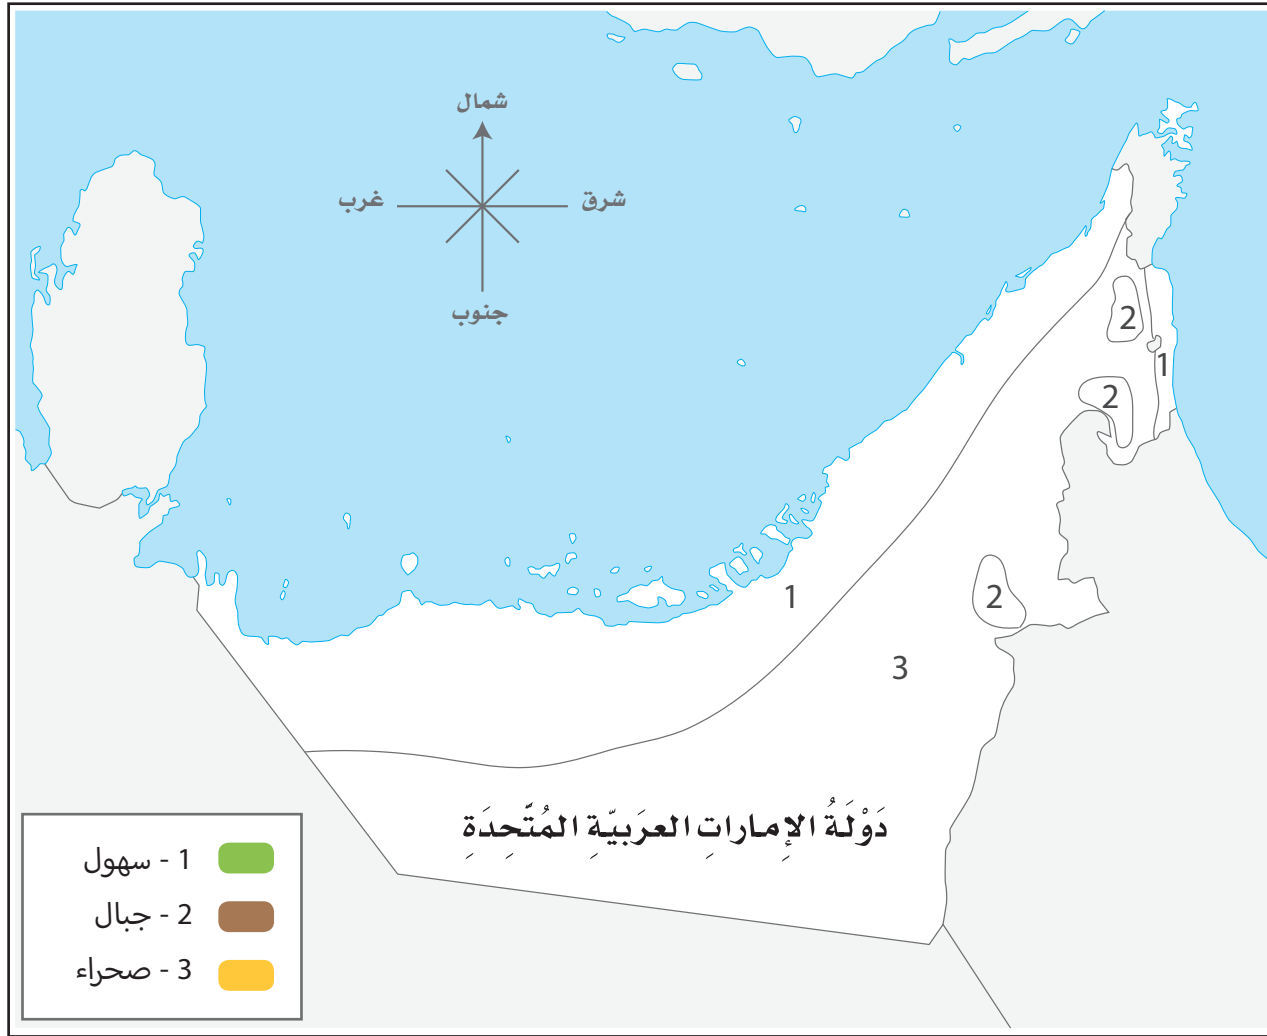 شمال
غرب
شرق
جنوب
2
1
2
1
2
3
دَوْلَةُ الإِماراتِ العرَبيّةِ المُتَّحِدَةِ
1 - سهول
2 - جبال
3 - صحراء